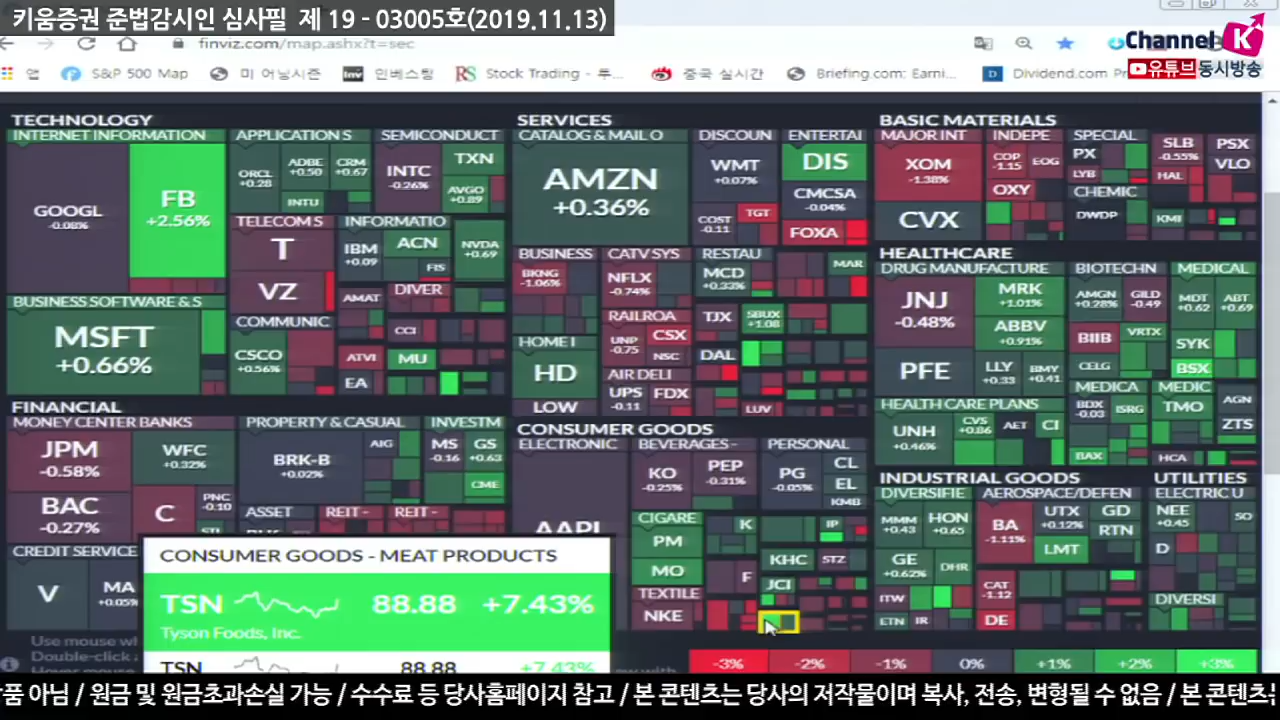 키움증권 준법감시인 심사필 제 19 - 03005호(2019.11.13)
finviz.com/map.ashx?t=sec
Channel K
유튜브동시방송
앱 S&P 500 Map 미 어닝시즌 Inv 인베스팅 RS Stock Trading - 투... 중국 실시간 Briefing.com: Earni... D Dividend.com Pr
TECHNOLOGY
INTERNET INFORMATION
GOOGL
-0.08%
FB
+2.56%
APPLICATION S
ORCL
+0.28
ADBE
+0.50
CRM
+0.67
INTU
SEMICONDUCT
INTC
-0.26%
TXN
AVGO
+0.89
TELECOM S
T
VZ
INFORMATIO
IBM
+0.09
ACN
FIS
NVDA
+0.69
AMAT
DIVER
CCI
BUSINESS SOFTWARE & S
MSFT
+0.66%
COMMUNIC
CSCO
+0.56%
ATVI
MU
EA
SERVICES
CATALOG & MAIL O
AMZN
+0.36%
DISCOUN
WMT
+0.07%
COST
-0.11
TGT
ENTERTAI
DIS
CMCSA
-0.04%
FOXA
BUSINESS
BKNG
-1.06%
CATV SYS
NFLX
-0.74%
RESTAU
MCD
+0.33%
MAR
RAILROA
UNP
-0.75
CSX
NSC
TJX
SBUX
+1.08
HOME I
HD
LOW
AIR DELI
UPS
-0.11
FDX
DAL
LUV
BASIC MATERIALS
MAJOR INT
XOM
-1.38%
CVX
INDEPE
COP
-1.15
EOG
OXY
SPECIAL
PX
LYB
SLB
-0.55%
HAL
PSX
VLO
CHEMIC
DWDP
KMI
HEALTHCARE
DRUG MANUFACTURE
JNJ
-0.48%
MRK
+1.01%
ABBV
+0.91%
PFE
LLY
+0.33
BMY
+0.41
BIOTECHN
AMGN
+0.28%
GILD
-0.49
BIIB
VRTX
CELG
MEDICAL
MDT
+0.62
ABT
+0.69
SYK
BSX
HEALTH CARE PLANS
UNH
+0.46%
CVS
+0.86
AET
CI
MEDICA
BDX
-0.03
ISRG
BAX
MEDIC
TMO
AGN
ZTS
HCA
FINANCIAL
MONEY CENTER BANKS
JPM
-0.58%
WFC
+0.32%
BAC
-0.27%
C
PNC
-0.10
STI
PROPERTY & CASUAL
BRK-B
+0.02%
AIG
INVESTM
MS
-0.16
GS
+0.63
CME
ASSET
REIT -
REIT -
CREDIT SERVICE
V
MA
+0.05%
CONSUMER GOODS
ELECTRONIC
AAPL
BEVERAGES -
KO
-0.25%
PEP
-0.31%
PERSONAL
PG
-0.05%
CL
EL
KMB
CIGARE
PM
MO
K
IP
KHC
STZ
F
JCI
TEXTILE
NKE
INDUSTRIAL GOODS
DIVERSIFIE
MMM
+0.43
HON
+0.65
GE
+0.62%
DHR
ITW
ETN
IR
AEROSPACE/DEFEN
BA
-1.11%
UTX
+0.12%
GD
RTN
LMT
CAT
-1.12
DE
UTILITIES
ELECTRIC U
NEE
+0.45
SO
D
DIVERSI
CONSUMER GOODS - MEAT PRODUCTS
TSN 88.88 +7.43%
Tyson Foods, Inc.
TSN 88.88 +7.43%
Use mouse wh
Double-click
-3% -2% -1% 0% +1% +2% +3%
품 아님 / 원금 및 원금초과손실 가능 / 수수료 등 당사홈페이지 참고 / 본 콘텐츠는 당사의 저작물이며 복사, 전송, 변형될 수 없음 / 본 콘텐츠는